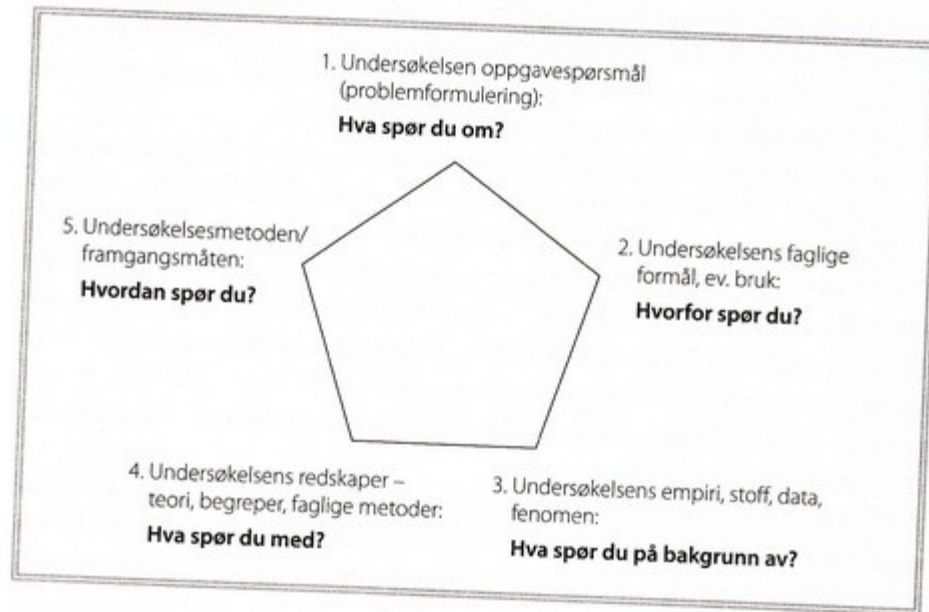 1. Undersøkelsen oppgavespørsmål
(problemformulering):
Hva spør du om?
2. Undersøkelsens faglige
formål, ev. bruk:
Hvorfor spør du?
3. Undersøkelsens empiri, stoff, data,
fenomen:
Hva spør du på bakgrunn av?
4. Undersøkelsens redskaper –
teori, begreper, faglige metoder:
Hva spør du med?
5. Undersøkelsesmetoden/
framgangsmåten:
Hvordan spør du?